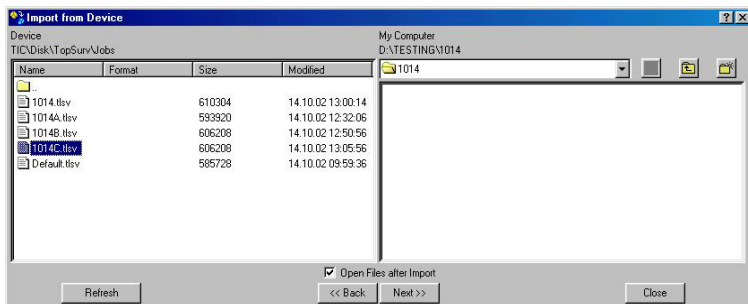 Import from Device
Device
TIC\Disk\TopSurv\Jobs
Name Format Size Modified
..
1014.tlsv 610304 14.10.02 13:00:14
1014A.tlsv 593920 14.10.02 12:32:06
1014B.tlsv 606208 14.10.02 12:50:56
1014C.tlsv 606208 14.10.02 13:05:56
Default.tlsv 585728 14.10.02 09:59:36
My Computer
D:\TESTING\1014
1014
Open Files after Import
Refresh << Back Next >> Close